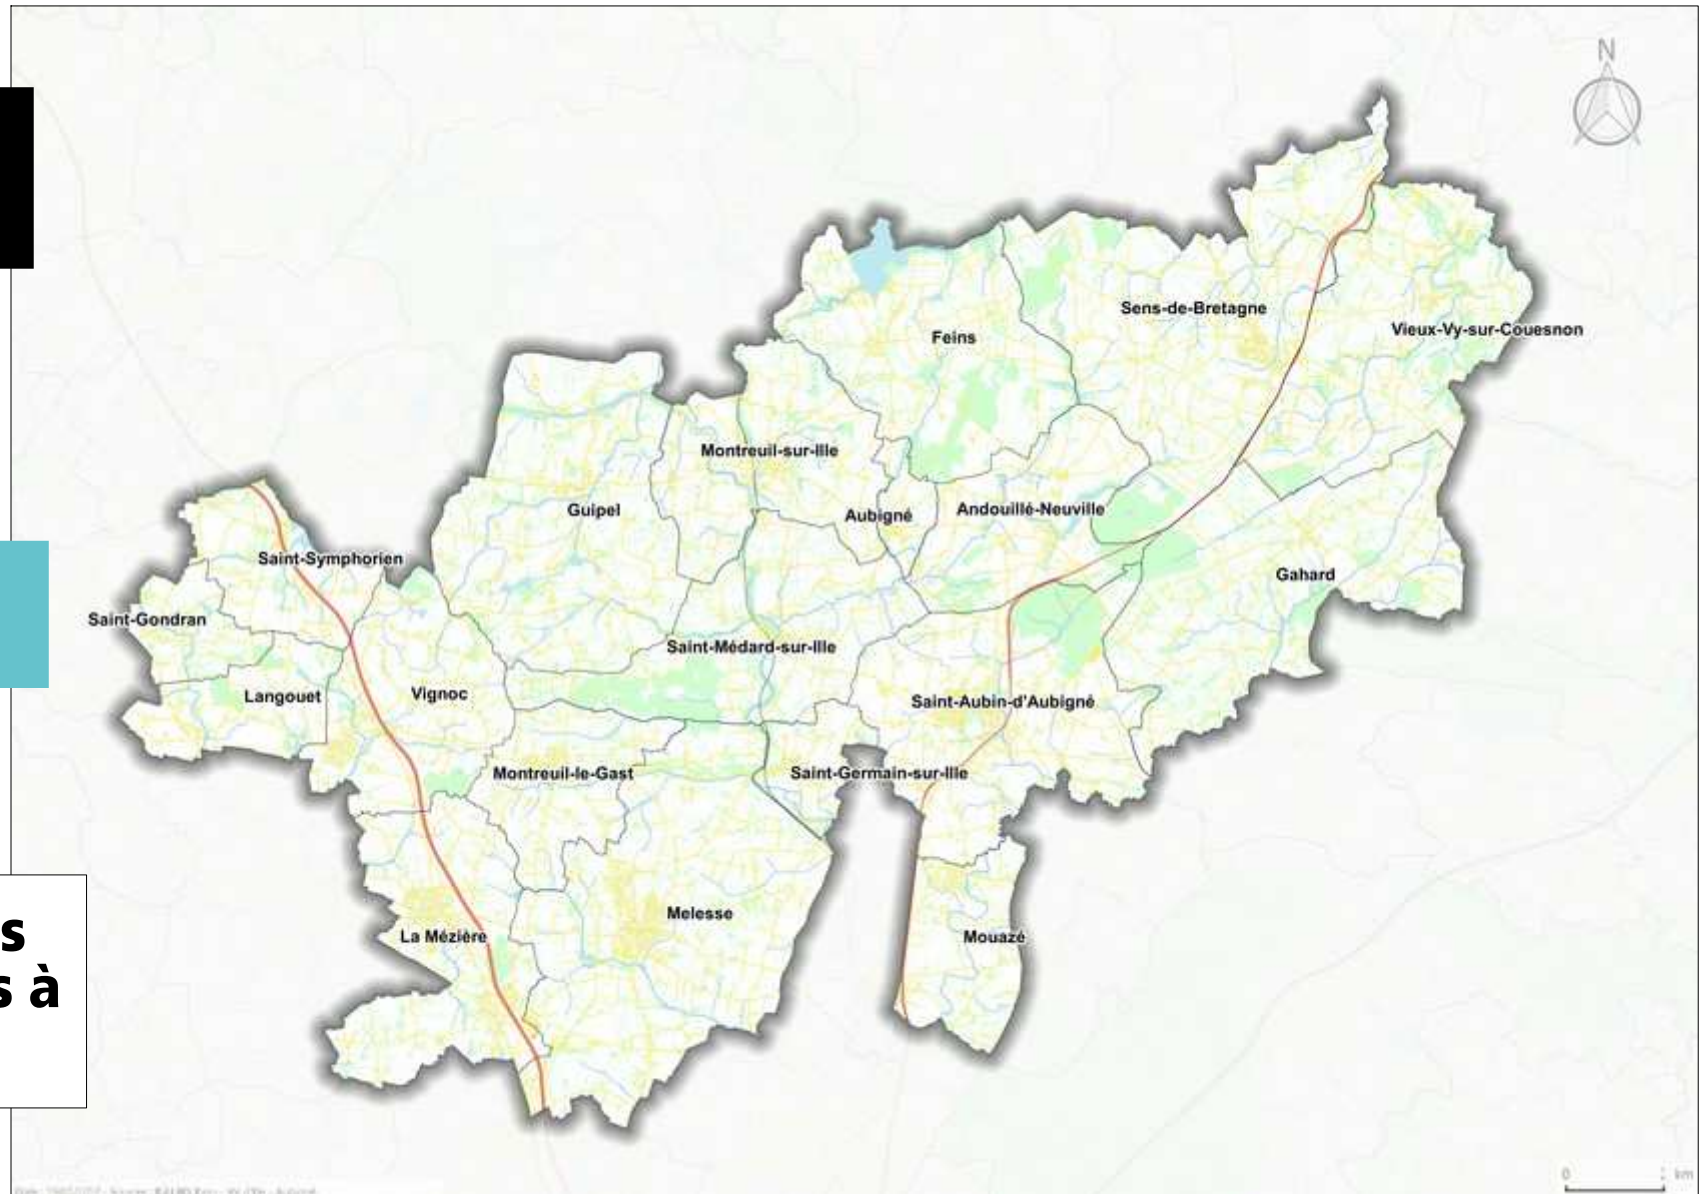 N
Sens-de-Bretagne
Vieux-Vy-sur-Couesnon
Feins
Montreuil-sur-Ille
Guipel
Aubigné
Andouillé-Neuville
Saint-Symphorien
Gahard
Saint-Gondran
Saint-Médard-sur-Ille
Langouet
Vignoc
Saint-Aubin-d'Aubigné
Montreuil-le-Gast
Saint-Germain-sur-Ille
Melesse
La Mézière
Mouazé
s
s à
0
km